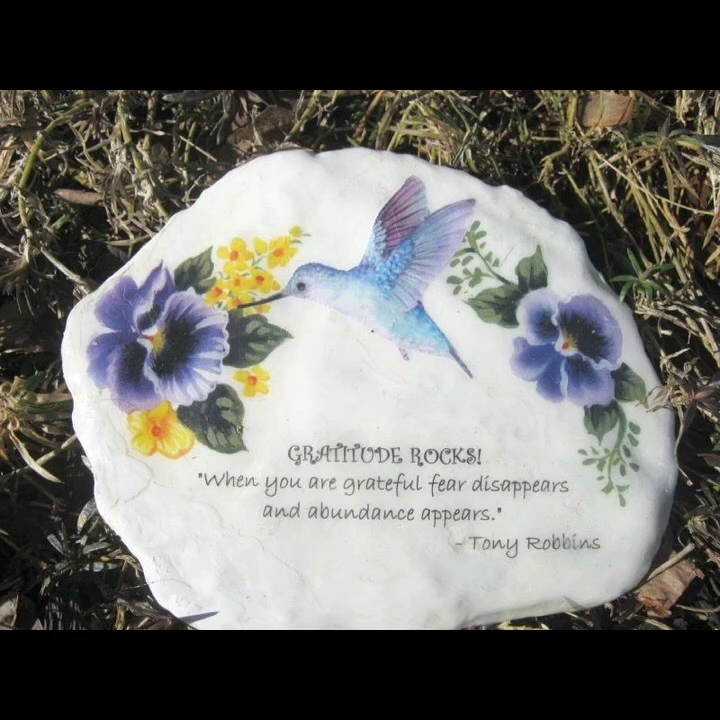 GRATITUDE ROCKS!
"When you are grateful fear disappears
and abundance appears."
- Tony Robbins